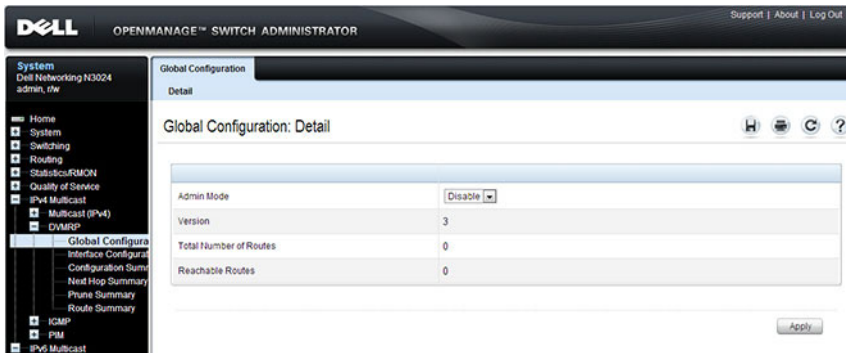 Support | About | Log Out
DELL OPENMANAGE™ SWITCH ADMINISTRATOR
System
Dell Networking N3024
admin, r/w
Home
System
Switching
Routing
Statistics/RMON
Quality of Service
IPv4 Multicast
Multicast (IPv4)
DVMRP
Global Configura
Interface Configurat
Configuration Summ
Next Hop Summary
Prune Summary
Route Summary
IGMP
PIM
IPv6 Multicast
Global Configuration
Detail
Global Configuration: Detail
Admin Mode Disable
Version 3
Total Number of Routes 0
Reachable Routes 0
Apply